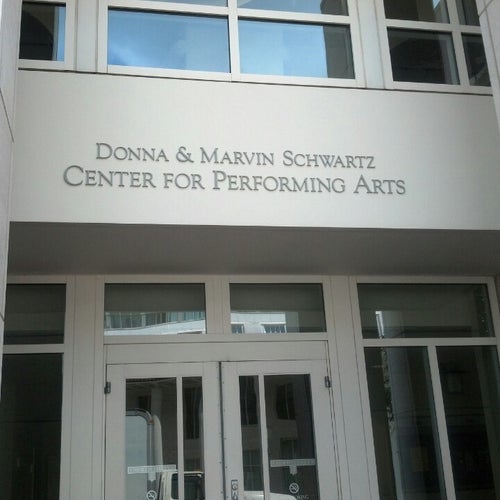 DONNA & MARVIN SCHWARTZ
CENTER FOR PERFORMING ARTS